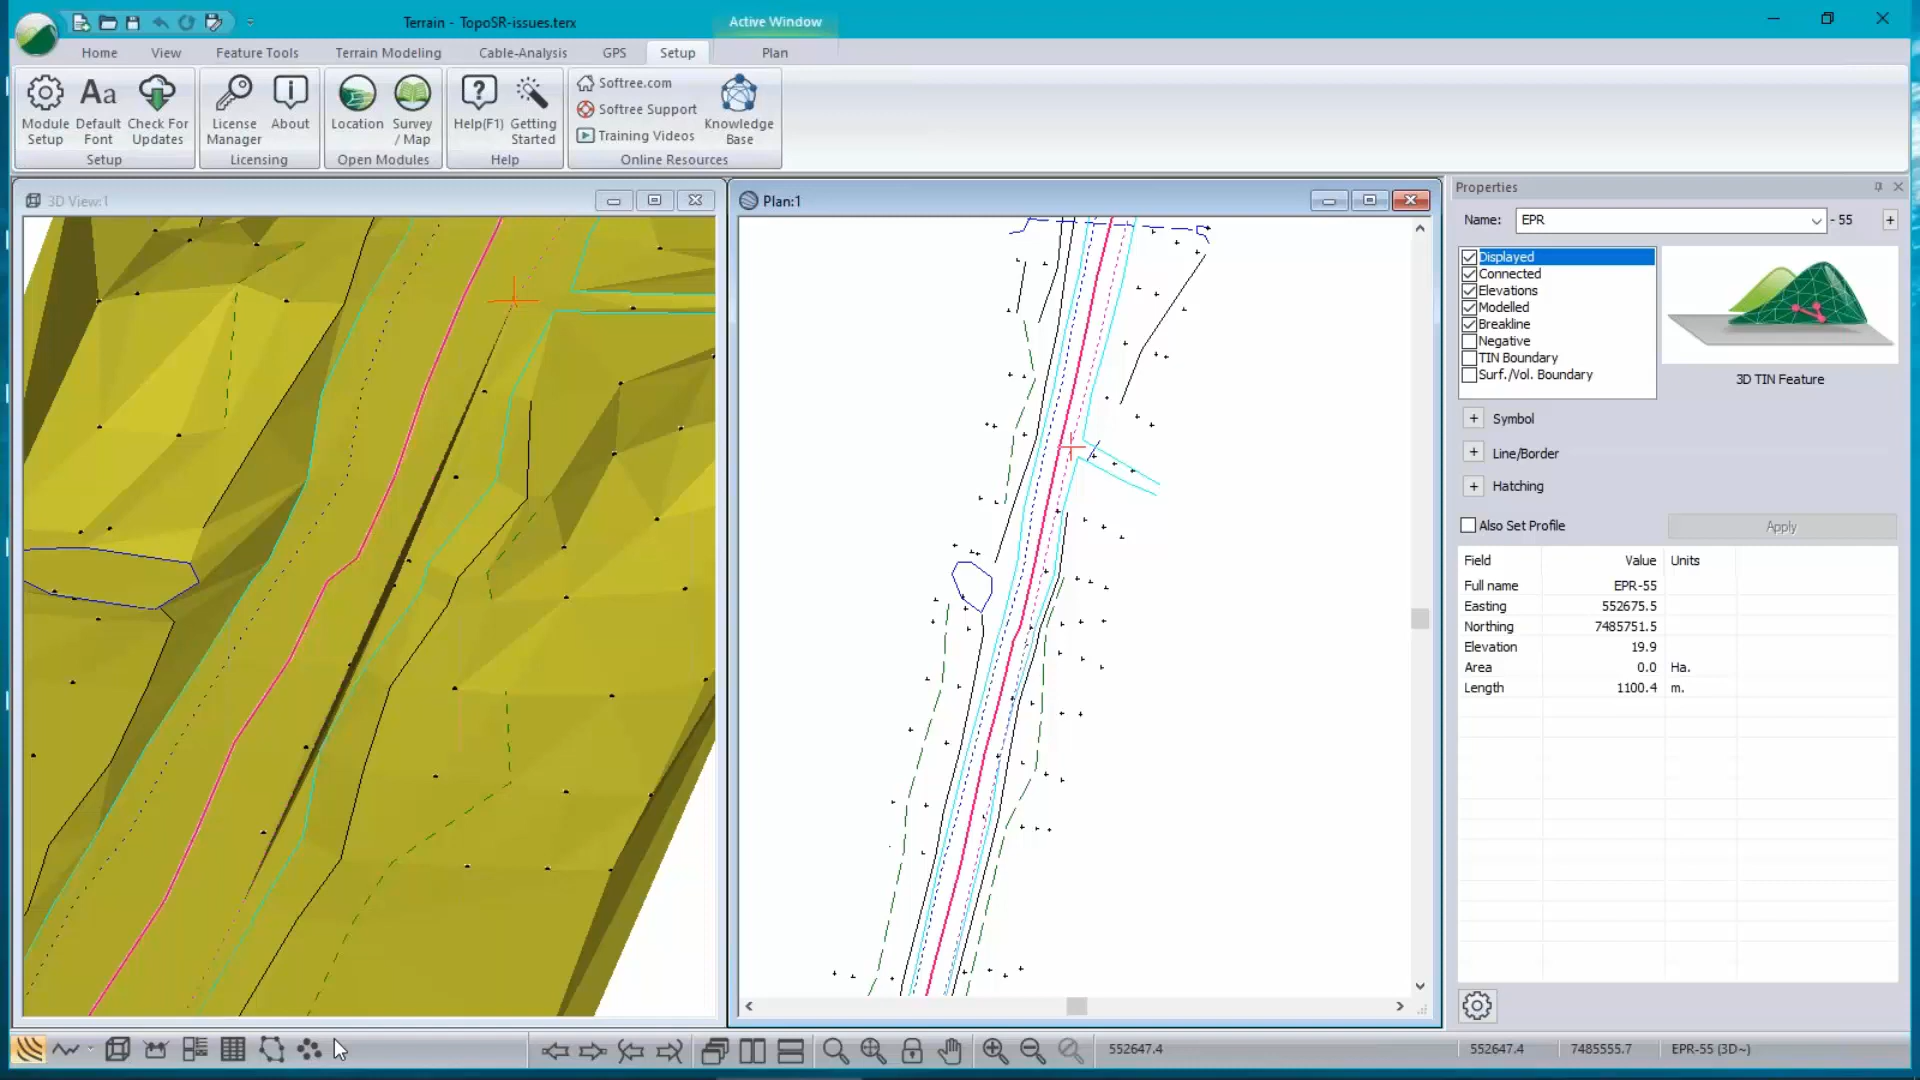 Terrain - TopoSR-issues.terx
Active Window
Home View Feature Tools Terrain Modeling Cable-Analysis GPS Setup Plan
Module Setup
Default Font
Check For Updates
Setup
License Manager
About
Licensing
Location
Survey / Map
Open Modules
Help(F1)
Getting Started
Help
Softree.com
Softree Support
Training Videos
Knowledge Base
Online Resources
3D View:1
Plan:1
Properties
Name: EPR - 55 +
Displayed
Connected
Elevations
Modelled
Breakline
Negative
TIN Boundary
Surf./Vol. Boundary
3D TIN Feature
+ Symbol
+ Line/Border
+ Hatching
Also Set Profile
Apply
Field Value Units
Full name EPR-55
Easting 552675.5
Northing 7485751.5
Elevation 19.9
Area 0.0 Ha.
Length 1100.4 m.
552647.4
552647.4 7485555.7 EPR-55 (3D~)